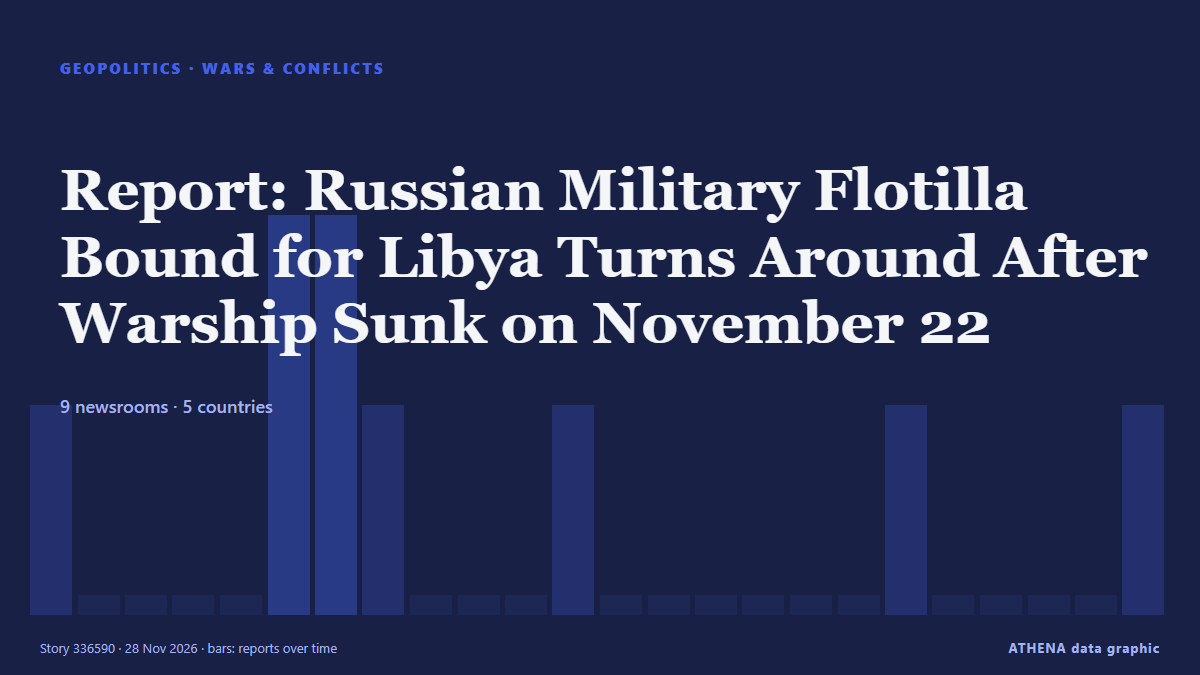 GEOPOLITICS · WARS & CONFLICTS
Report: Russian Military Flotilla
Bound for Libya Turns Around After
Warship Sunk on November 22
9 newsrooms · 5 countries
Story 336590 · 28 Nov 2026 · bars: reports over time
ATHENA data graphic